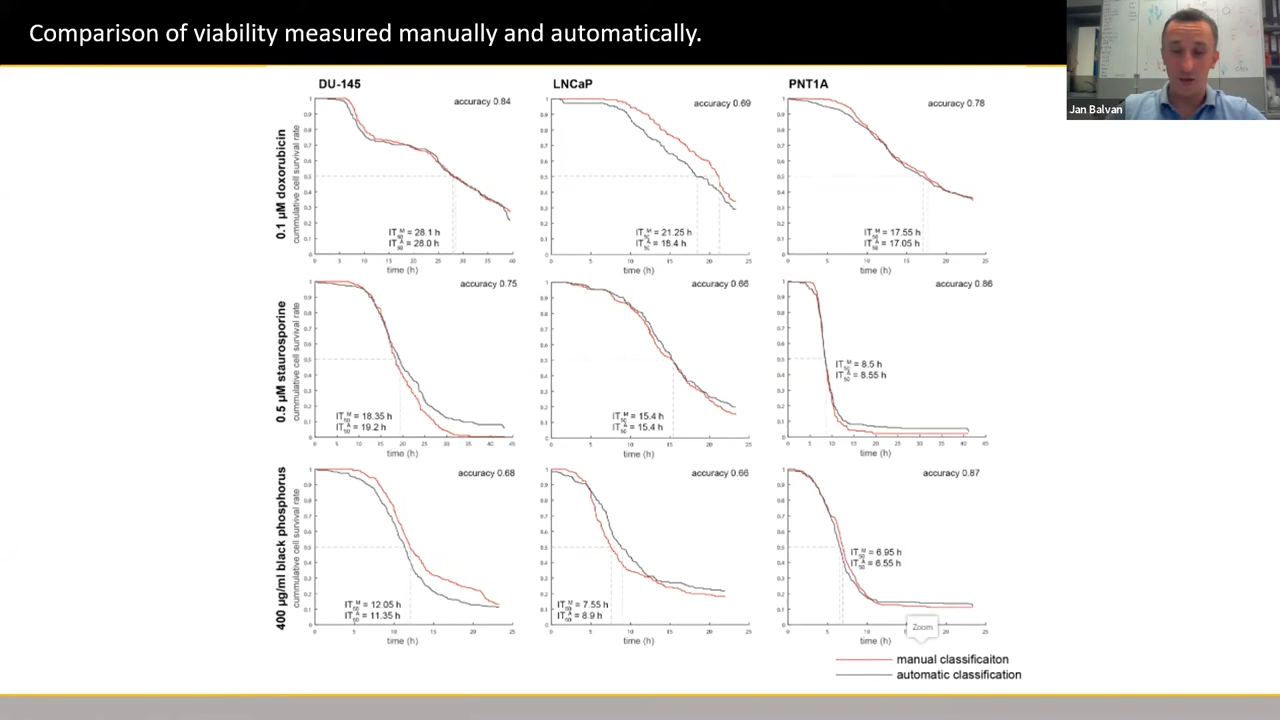 Comparison of viability measured manually and automatically.
Jan Balvan
DU-145
LNCaP
PNT1A
0.1 µM doxorubicin
cummulative cell survival rate
accuracy 0.84
IT50M = 28.1 h
IT50A = 28.0 h
time (h)
accuracy 0.69
IT50M = 21.25 h
IT50A = 18.4 h
time (h)
accuracy 0.78
IT50M = 17.55 h
IT50A = 17.05 h
time (h)
0.5 µM staurosporine
cummulative cell survival rate
accuracy 0.75
IT50M = 18.35 h
IT50A = 19.2 h
time (h)
accuracy 0.66
IT50M = 15.4 h
IT50A = 15.4 h
time (h)
accuracy 0.86
IT50M = 8.5 h
IT50A = 8.55 h
time (h)
400 µg/ml black phosphorus
cummulative cell survival rate
accuracy 0.68
IT50M = 12.05 h
IT50A = 11.35 h
time (h)
accuracy 0.66
IT50M = 7.55 h
IT50A = 8.9 h
time (h)
accuracy 0.87
IT50M = 6.95 h
IT50A = 6.55 h
time (h)
Zoom
manual classificaiton
automatic classification